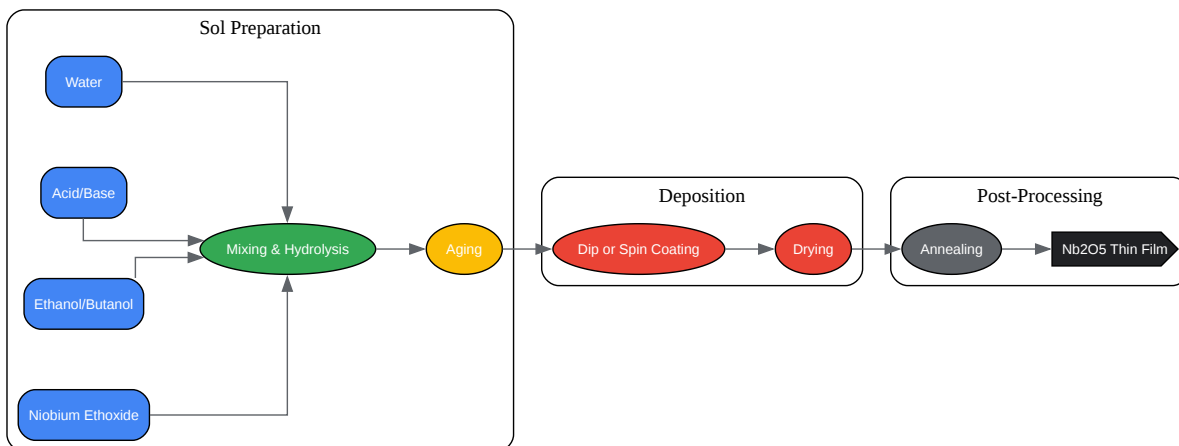 Sol Preparation
Water
Acid/Base
Ethanol/Butanol
Niobium Ethoxide
Mixing & Hydrolysis
Aging
Deposition
Dip or Spin Coating
Drying
Post-Processing
Annealing
Nb2O5 Thin Film